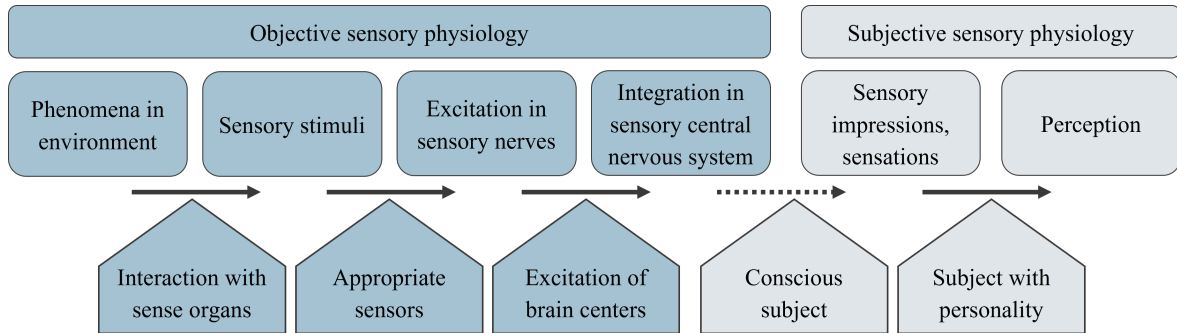 Objective sensory physiology
Subjective sensory physiology
Phenomena in
environment
Sensory stimuli
Excitation in
sensory nerves
Integration in
sensory central
nervous system
Sensory
impressions,
sensations
Perception
Interaction with
sense organs
Appropriate
sensors
Excitation of
brain centers
Conscious
subject
Subject with
personality